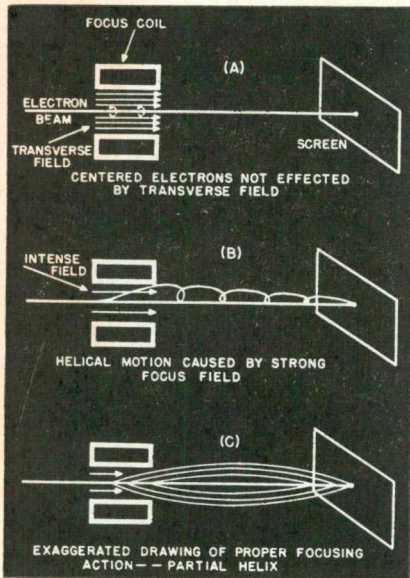 FOCUS COIL
(A)
ELECTRON
BEAM
TRANSVERSE
FIELD
SCREEN
CENTERED ELECTRONS NOT EFFECTED
BY TRANSVERSE FIELD
(B)
INTENSE
FIELD
HELICAL MOTION CAUSED BY STRONG
FOCUS FIELD
(C)
EXAGGERATED DRAWING OF PROPER FOCUSING
ACTION-- PARTIAL HELIX